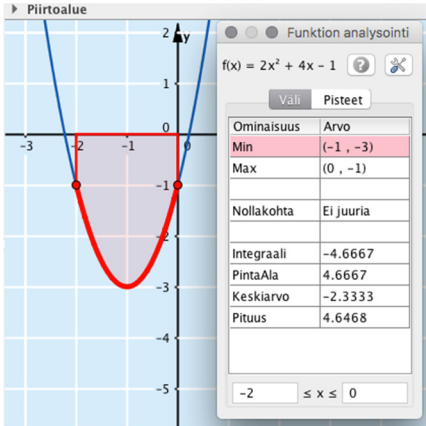 Piirtoalue
2
y
1
-3
-2
-1
0
0
-1
-2
-3
-4
-5
Funktion analysointi
f(x) = 2x² + 4x - 1
?
Väli Pisteet
Ominaisuus Arvo
Min (-1 , -3)
Max (0 , -1)
Nollakohta Ei juuria
Integraali -4.6667
PintaAla 4.6667
Keskiarvo -2.3333
Pituus 4.6468
-2 ≤ x ≤ 0